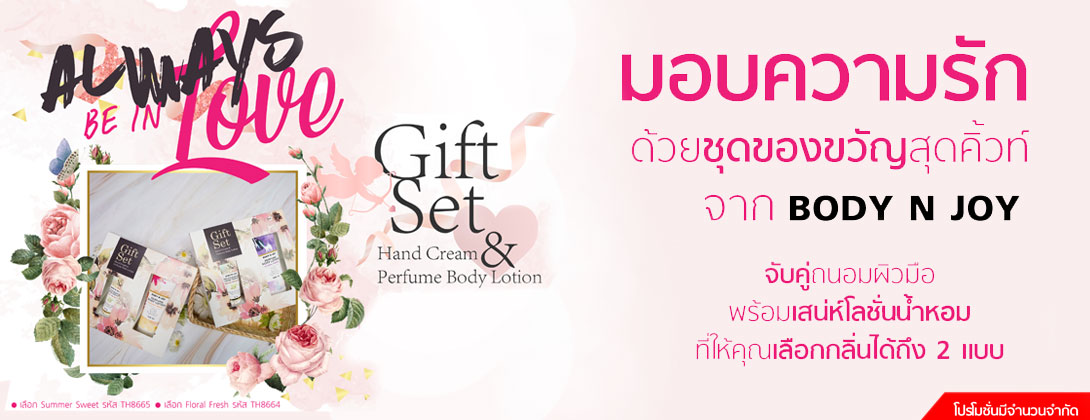 ALWAYS
BE IN Love
Gift
Set
Hand Cream &
Perfume Body Lotion
Gift
Set
Gift
Set
● เลือก Summer Sweet รหัส TH8665 ● เลือก Floral Fresh รหัส TH8664
มอบความรัก
ด้วยชุดของขวัญสุดคิ้วท์
จาก BODY N JOY
จับคู่ถนอมผิวมือ
พร้อมเสน่ห์โลชั่นน้ำหอม
ที่ให้คุณเลือกกลิ่นได้ถึง 2 แบบ
โปรโมชั่นมีจำนวนจำกัด